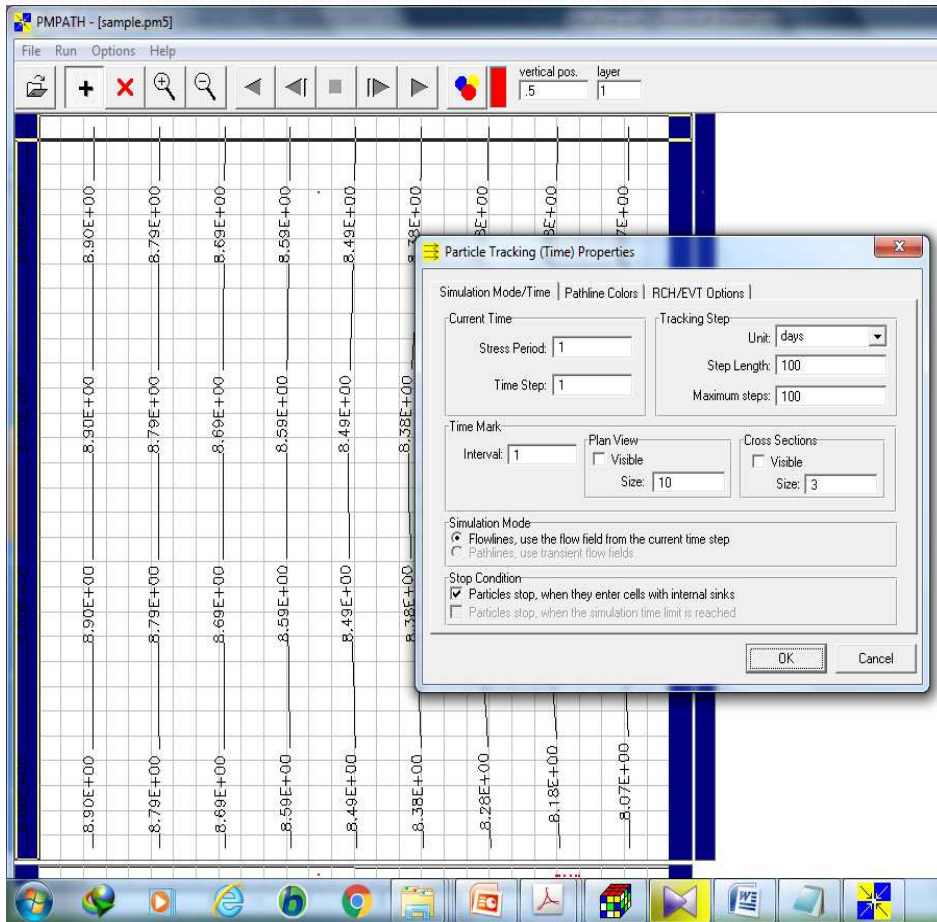 PMPATH - [sample.pm5]
File Run Options Help
vertical pos. layer
.5 1
8.90E+00 8.79E+00 8.69E+00 8.59E+00 8.49E+00
8.90E+00 8.79E+00 8.69E+00 8.59E+00 8.49E+00 8.38E+00
8.90E+00 8.79E+00 8.69E+00 8.59E+00 8.49E+00 8.38E+00
8.90E+00 8.79E+00 8.69E+00 8.59E+00 8.49E+00 8.38E+00 8.28E+00 8.18E+00 8.07E+00
Particle Tracking (Time) Properties
Simulation Mode/Time Pathline Colors RCH/EVT Options
Current Time
Stress Period: 1
Time Step: 1
Tracking Step
Unit: days
Step Length: 100
Maximum steps: 100
Time Mark
Interval: 1
Plan View
Visible
Size: 10
Cross Sections
Visible
Size: 3
Simulation Mode
Flowlines, use the flow field from the current time step
Pathlines, use transient flow fields
Stop Condition
Particles stop, when they enter cells with internal sinks
Particles stop, when the simulation time limit is reached
OK Cancel